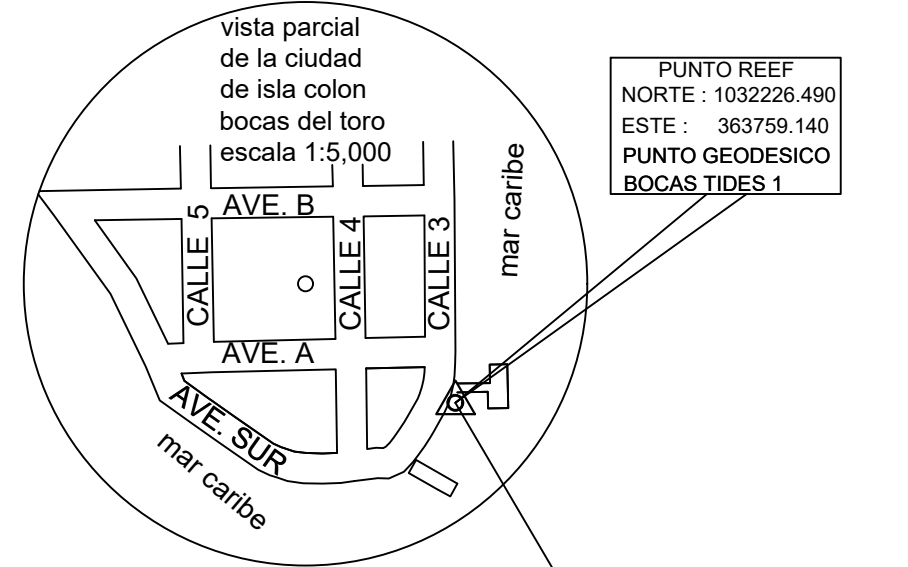 vista parcial
de la ciudad
de isla colon
bocas del toro
escala 1:5,000
PUNTO REEF
NORTE : 1032226.490
ESTE : 363759.140
PUNTO GEODESICO
BOCAS TIDES 1
mar caribe
AVE. B
CALLE 5
CALLE 4
CALLE 3
AVE. A
AVE. SUR
mar caribe